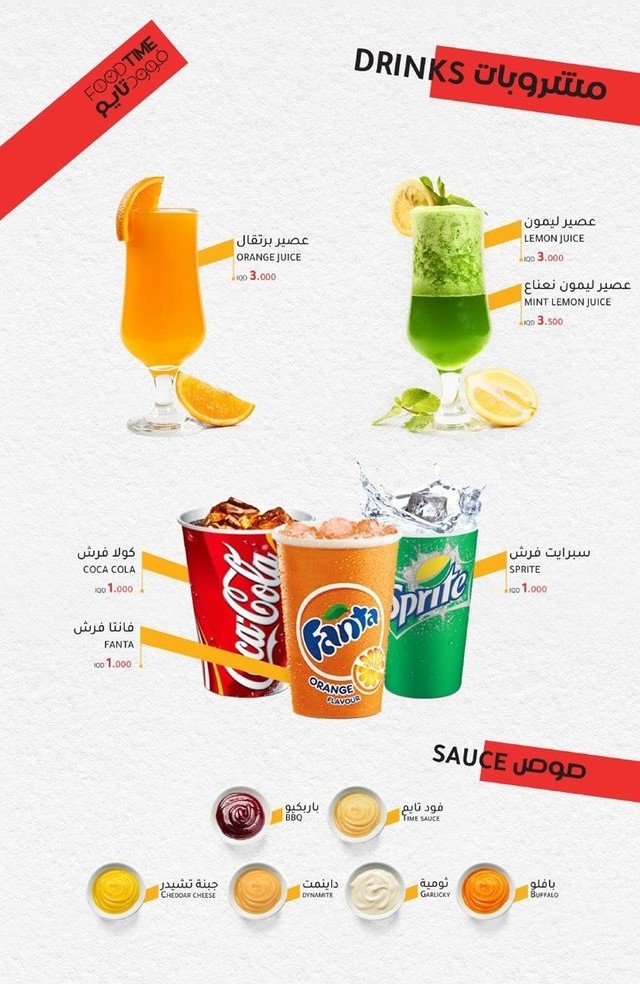 FOODTIME
فوود تايم
DRINKS مشروبات
عصير برتقال
ORANGE JUICE
IQD 3.000
عصير ليمون
LEMON JUICE
IQD 3.000
عصير ليمون نعناع
MINT LEMON JUICE
IQD 3.500
كولا فرش
COCA COLA
IQD 1.000
فانتا فرش
FANTA
IQD 1.000
Coca-Cola
Fanta
ORANGE
FLAVOUR
Sprite
سبرايت فرش
SPRITE
IQD 1.000
SAUCE صوص
باربكيو
BBQ
فود تايم
TIME SAUCE
جبنة تشيدر
CHEDDAR CHEESE
داينمت
DYNAMITE
ثومية
GARLICKY
بافلو
BUFFALO